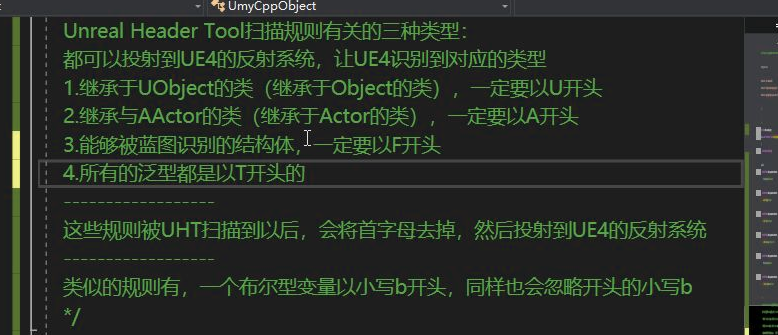 UmyCppObject
Unreal Header Tool扫描规则有关的三种类型：
都可以投射到UE4的反射系统，让UE4识别到对应的类型
1.继承于UObject的类（继承于Object的类），一定要以U开头
2.继承与AActor的类（继承于Actor的类），一定要以A开头
3.能够被蓝图识别的结构体，一定要以F开头
4.所有的泛型都是以T开头的
-----------------
这些规则被UHT扫描到以后，会将首字母去掉，然后投射到UE4的反射系统
-----------------
类似的规则有，一个布尔型变量以小写b开头，同样也会忽略开头的小写b
*/